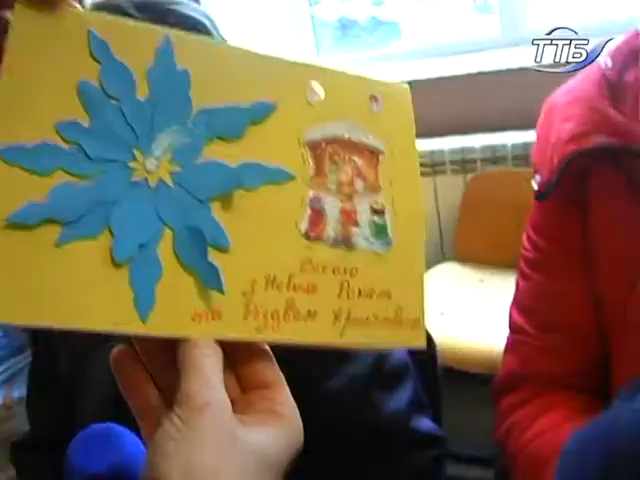 ТТБ
Вітаю
з Новим Роком
та Різдвом Христовим